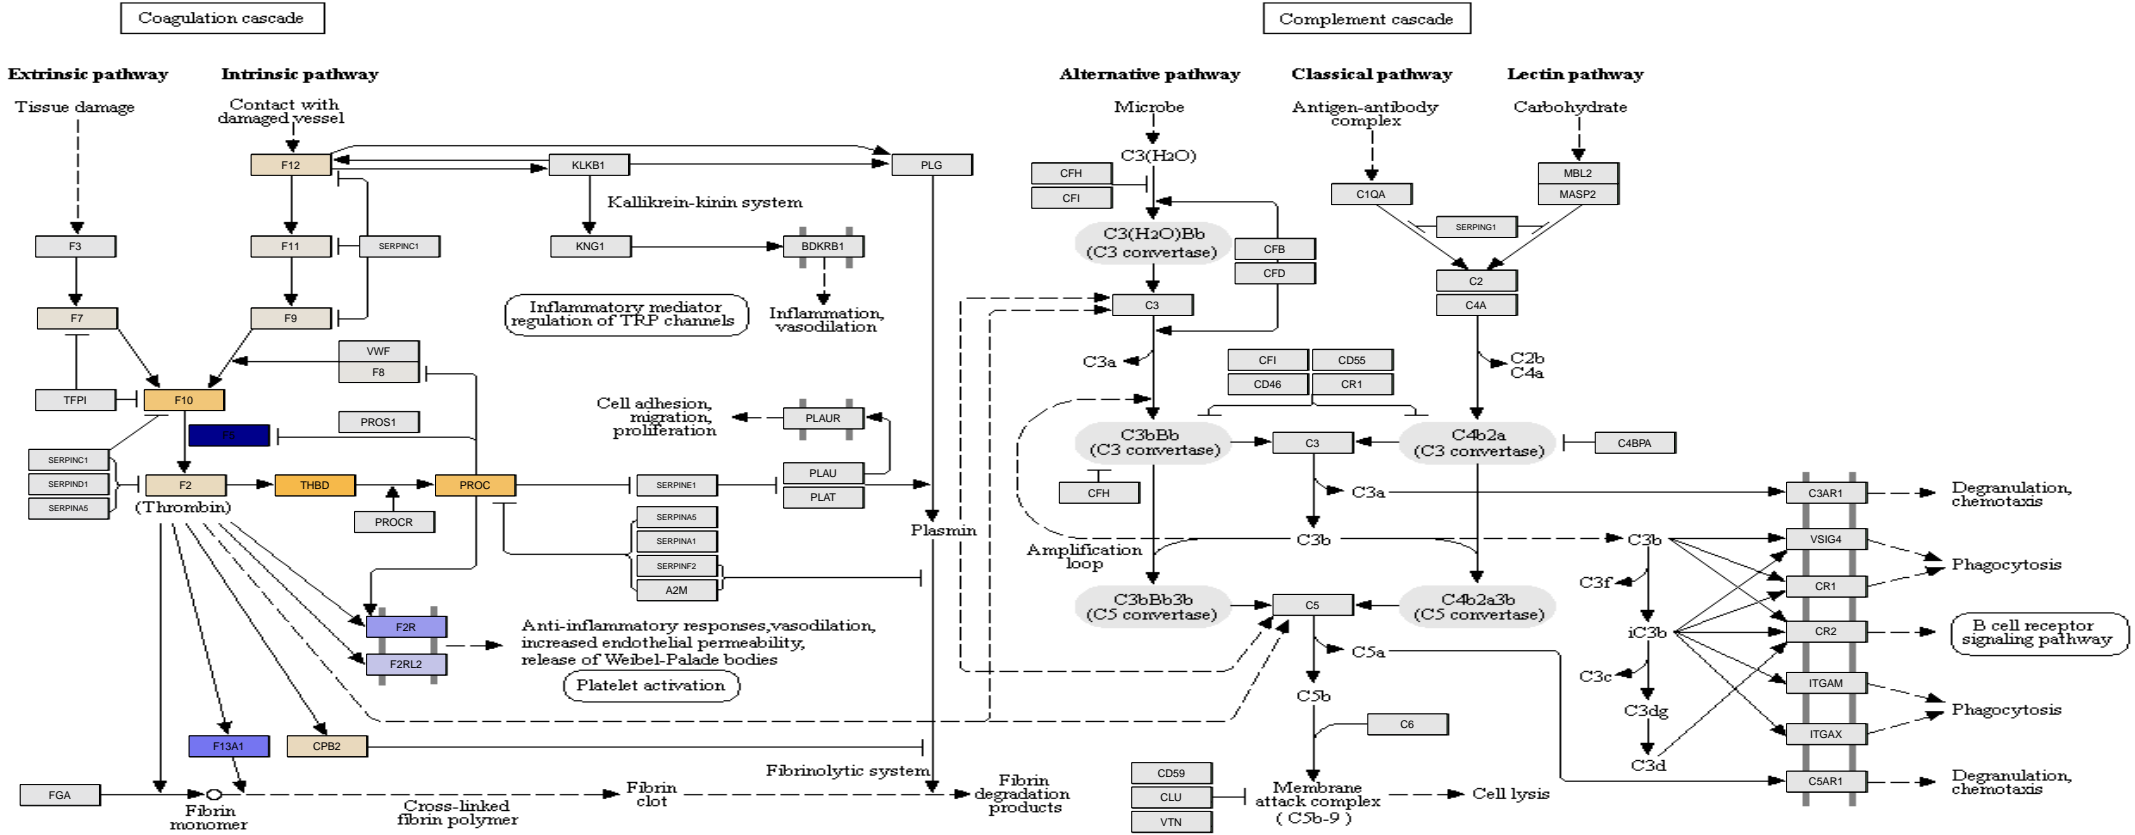 Coagulation cascade
Complement cascade
Extrinsic pathway
Intrinsic pathway
Alternative pathway
Classical pathway
Lectin pathway
Tissue damage
Contact with
damaged vessel
Microbe
Antigen-antibody
complex
Carbohydrate
F12
KLKB1
PLG
C3(H2O)
CFH
CFI
C1QA
MBL2
MASP2
Kallikrein-kinin system
SERPING1
F3
F11
SERPINC1
KNG1
BDKRB1
C3(H2O)Bb
(C3 convertase)
CFB
CFD
C2
C4A
F7
F9
Inflammatory mediator
regulation of TRP channels
Inflammation,
vasodilation
C3
VWF
F8
C3a
CFI
CD55
CD46
CR1
C2b
C4a
TFPI
F10
PROS1
F5
Cell adhesion,
migration,
proliferation
PLAUR
C3bBb
(C3 convertase)
C3
C4b2a
(C3 convertase)
C4BPA
SERPINC1
SERPIND1
SERPINA5
F2
(Thrombin)
THBD
PROC
PROCR
SERPINE1
PLAU
PLAT
CFH
C3a
C3AR1
Degranulation,
chemotaxis
SERPINA5
SERPINA1
SERPINF2
A2M
Plasmin
Amplification
loop
C3b
C3b
VSIG4
Phagocytosis
C3f
CR1
C3bBb3b
(C5 convertase)
C5
C4b2a3b
(C5 convertase)
F2R
F2RL2
Anti-inflammatory responses,vasodilation,
increased endothelial permeability,
release of Weibel-Palade bodies
Platelet activation
iC3b
CR2
B cell receptor
signaling pathway
C5a
C3c
ITGAM
C5b
C3dg
Phagocytosis
C6
ITGAX
F13A1
CPB2
C3d
Fibrinolytic system
CD59
CLU
VTN
C5AR1
Degranulation,
chemotaxis
FGA
Fibrin
monomer
Cross-linked
fibrin polymer
Fibrin
clot
Fibrin
degradation
products
Membrane
attack complex
( C5b-9 )
Cell lysis